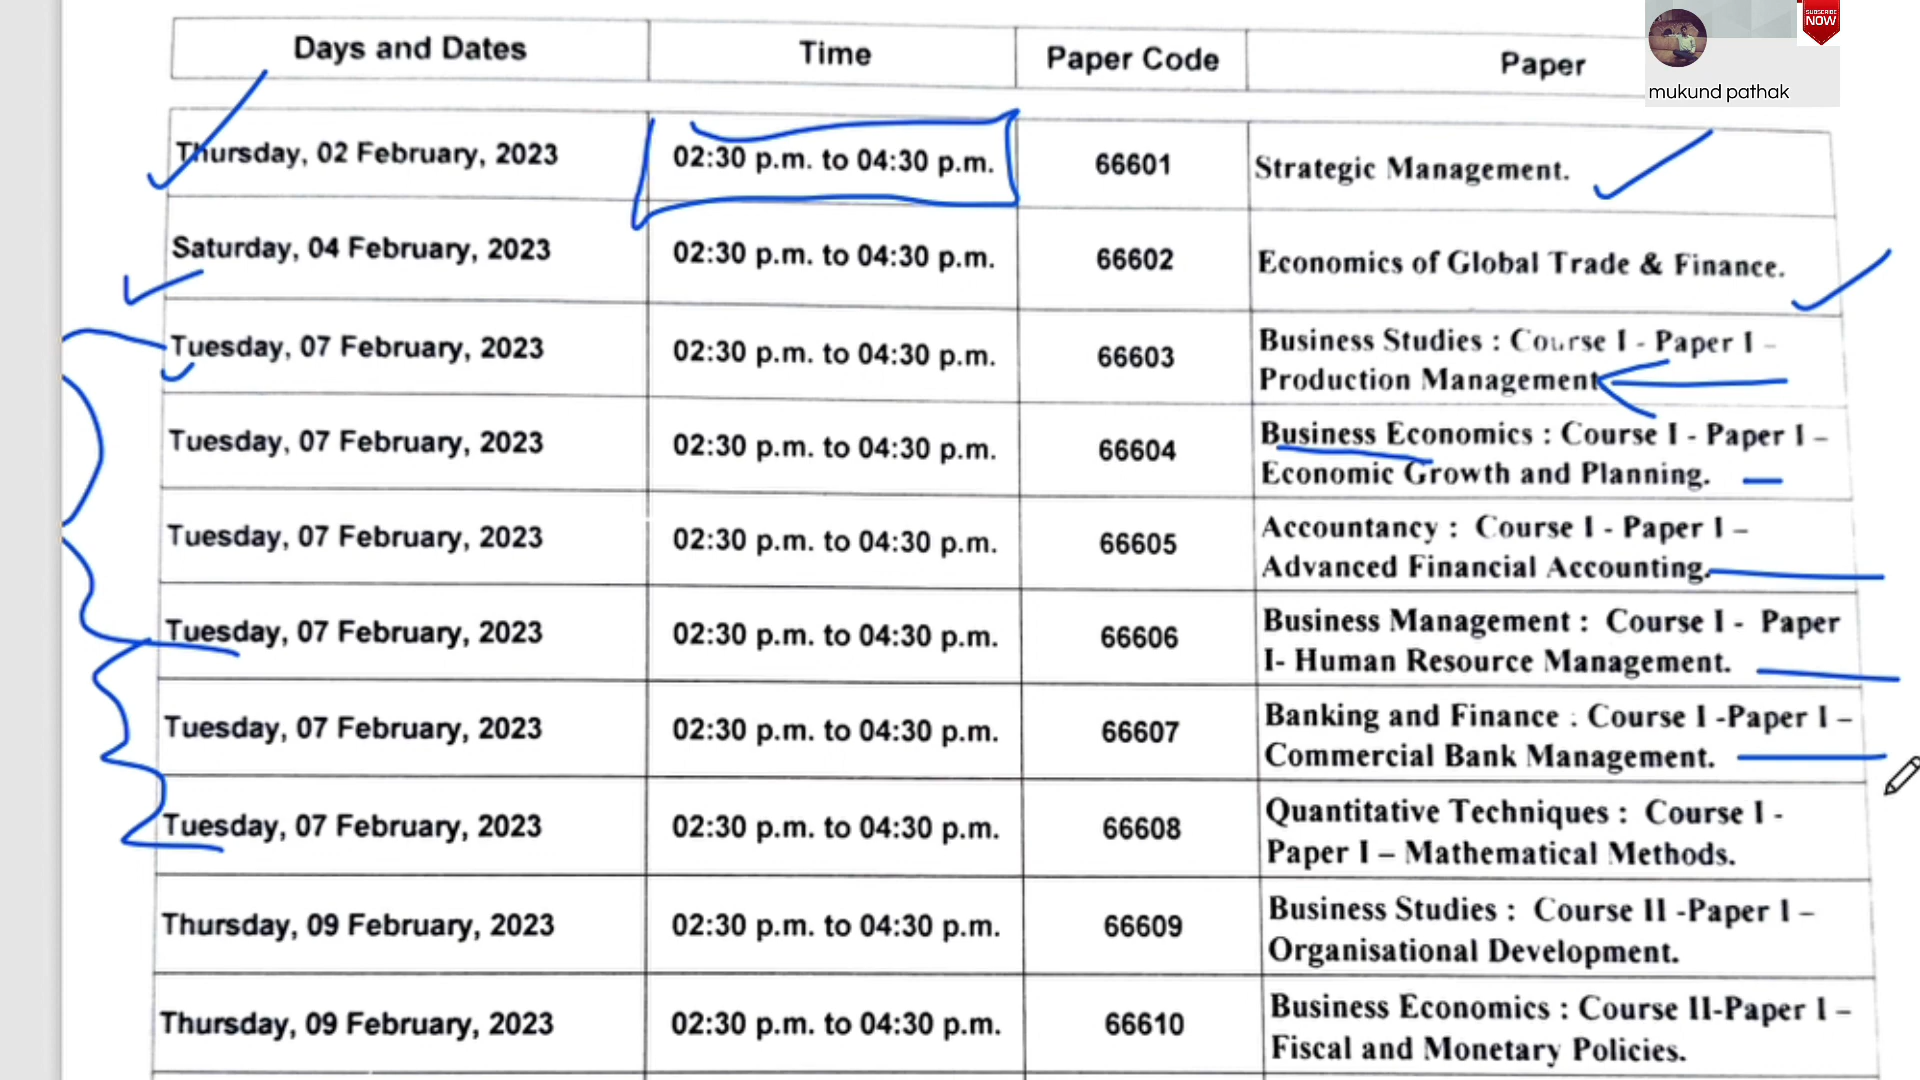 SUBSCRIBE
NOW
mukund pathak
Days and Dates Time Paper Code Paper
Thursday, 02 February, 2023 02:30 p.m. to 04:30 p.m. 66601 Strategic Management.
Saturday, 04 February, 2023 02:30 p.m. to 04:30 p.m. 66602 Economics of Global Trade & Finance.
Tuesday, 07 February, 2023 02:30 p.m. to 04:30 p.m. 66603 Business Studies : Course I - Paper I –
Production Management
Tuesday, 07 February, 2023 02:30 p.m. to 04:30 p.m. 66604 Business Economics : Course I - Paper I –
Economic Growth and Planning.
Tuesday, 07 February, 2023 02:30 p.m. to 04:30 p.m. 66605 Accountancy : Course I - Paper I –
Advanced Financial Accounting.
Tuesday, 07 February, 2023 02:30 p.m. to 04:30 p.m. 66606 Business Management : Course I - Paper
I- Human Resource Management.
Tuesday, 07 February, 2023 02:30 p.m. to 04:30 p.m. 66607 Banking and Finance : Course I -Paper I –
Commercial Bank Management.
Tuesday, 07 February, 2023 02:30 p.m. to 04:30 p.m. 66608 Quantitative Techniques : Course I -
Paper I – Mathematical Methods.
Thursday, 09 February, 2023 02:30 p.m. to 04:30 p.m. 66609 Business Studies : Course II -Paper I –
Organisational Development.
Thursday, 09 February, 2023 02:30 p.m. to 04:30 p.m. 66610 Business Economics : Course II-Paper I –
Fiscal and Monetary Policies.